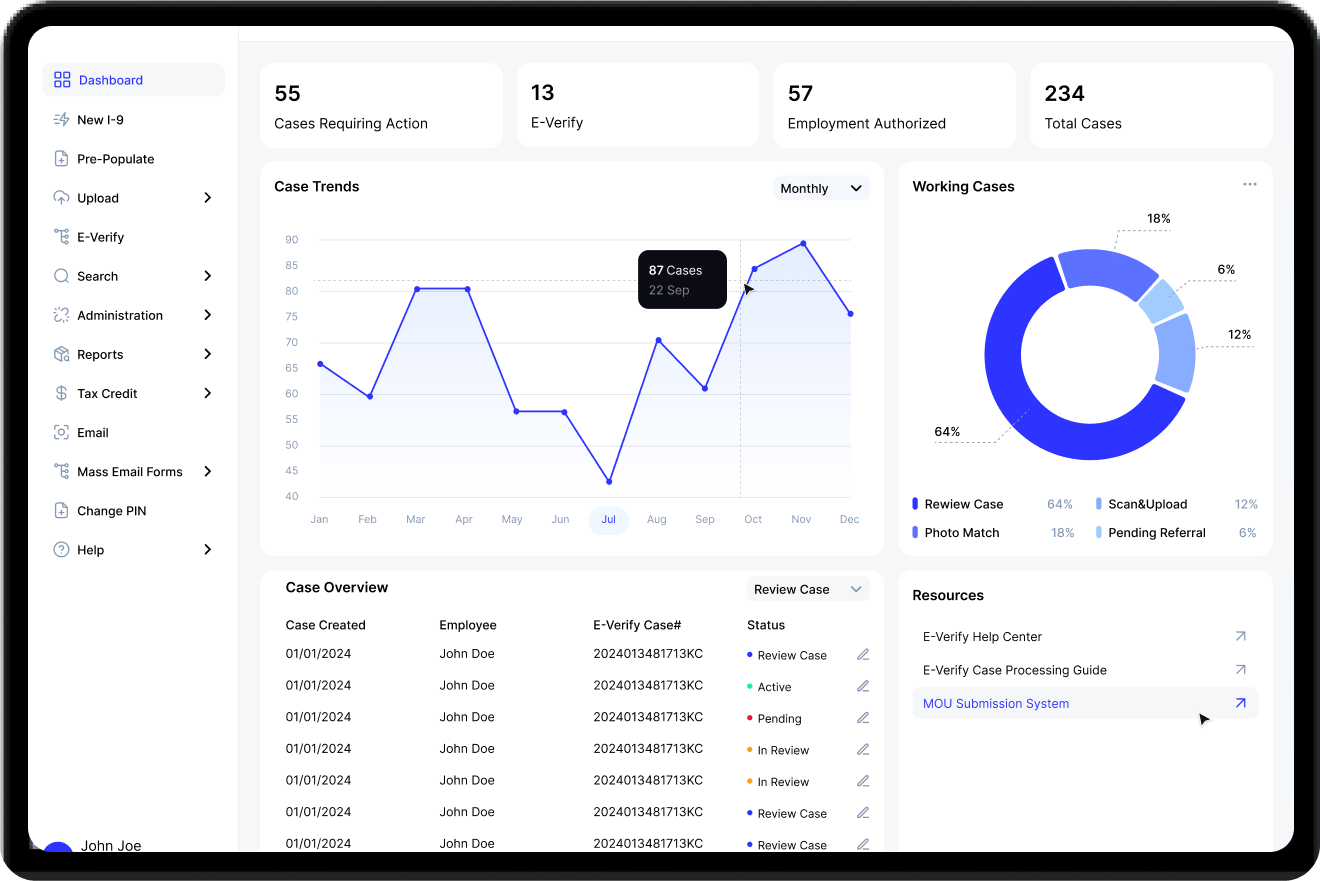 Dashboard
New I-9
Pre-Populate
Upload
E-Verify
Search
Administration
Reports
Tax Credit
Email
Mass Email Forms
Change PIN
Help
John Joe
55
Cases Requiring Action
13
E-Verify
57
Employment Authorized
234
Total Cases
Case Trends
Monthly
90
85
80
75
70
65
60
55
50
45
40
87 Cases
22 Sep
Jan Feb Mar Apr May Jun Jul Aug Sep Oct Nov Dec
Working Cases
18%
6%
12%
64%
Rewiew Case 64% Scan&Upload 12%
Photo Match 18% Pending Referral 6%
Case Overview
Review Case
Case Created Employee E-Verify Case# Status
01/01/2024 John Doe 2024013481713KC Review Case
01/01/2024 John Doe 2024013481713KC Active
01/01/2024 John Doe 2024013481713KC Pending
01/01/2024 John Doe 2024013481713KC In Review
01/01/2024 John Doe 2024013481713KC In Review
01/01/2024 John Doe 2024013481713KC Review Case
01/01/2024 John Doe 2024013481713KC Review Case
Resources
E-Verify Help Center
E-Verify Case Processing Guide
MOU Submission System